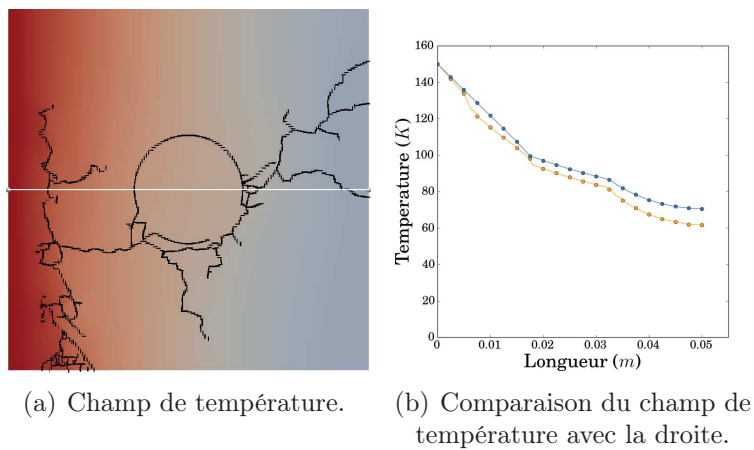 160
140
120
100
80
60
40
20
0
Temperature (K)
0 0.01 0.02 0.03 0.04 0.05
Longueur (m)
(a) Champ de température.
(b) Comparaison du champ de
température avec la droite.